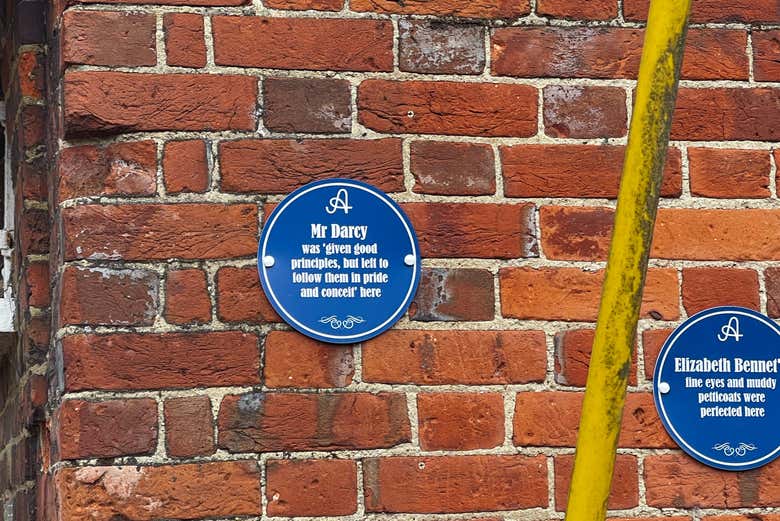 A
Mr Darcy
was 'given good
principles, but left to
follow them in pride
and conceit' here
A
Elizabeth Bennet'
fine eyes and muddy
petticoats were
perfected here